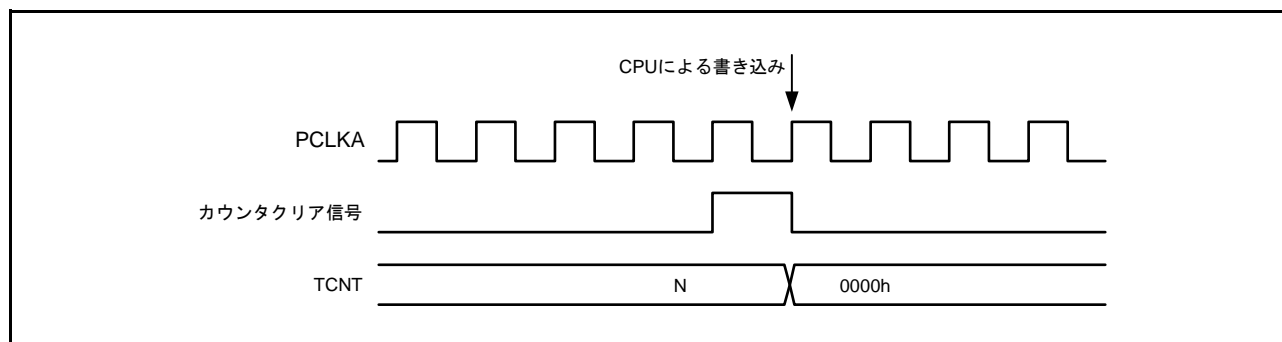 CPUによる書き込み
PCLKA
カウンタクリア信号
TCNT
N
0000h